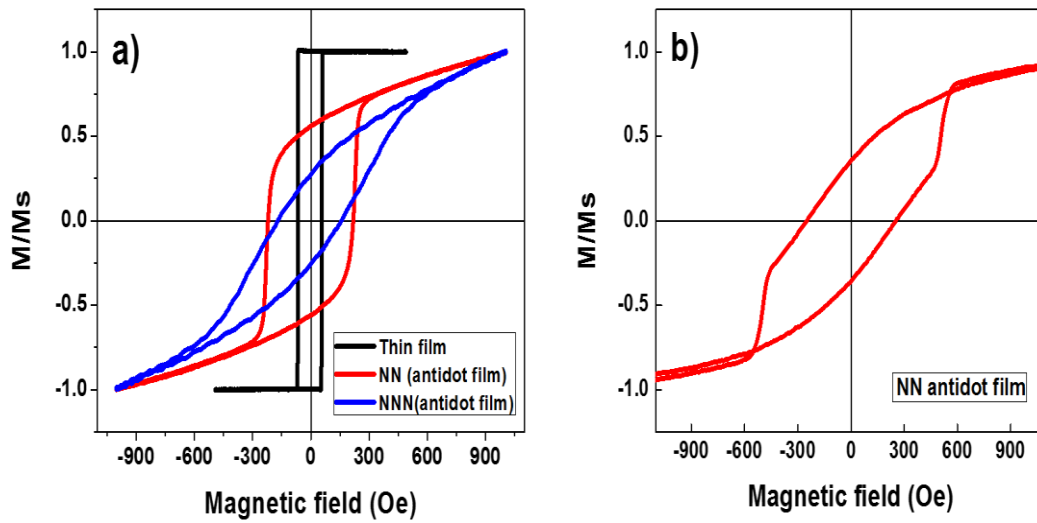 a)
M/Ms
1.0
0.5
0.0
-0.5
-1.0
Thin film
NN (antidot film)
NNN(antidot film)
-900 -600 -300 0 300 600 900
Magnetic field (Oe)
b)
M/Ms
1.0
0.5
0.0
-0.5
-1.0
NN antidot film
-900 -600 -300 0 300 600 900
Magnetic field (Oe)